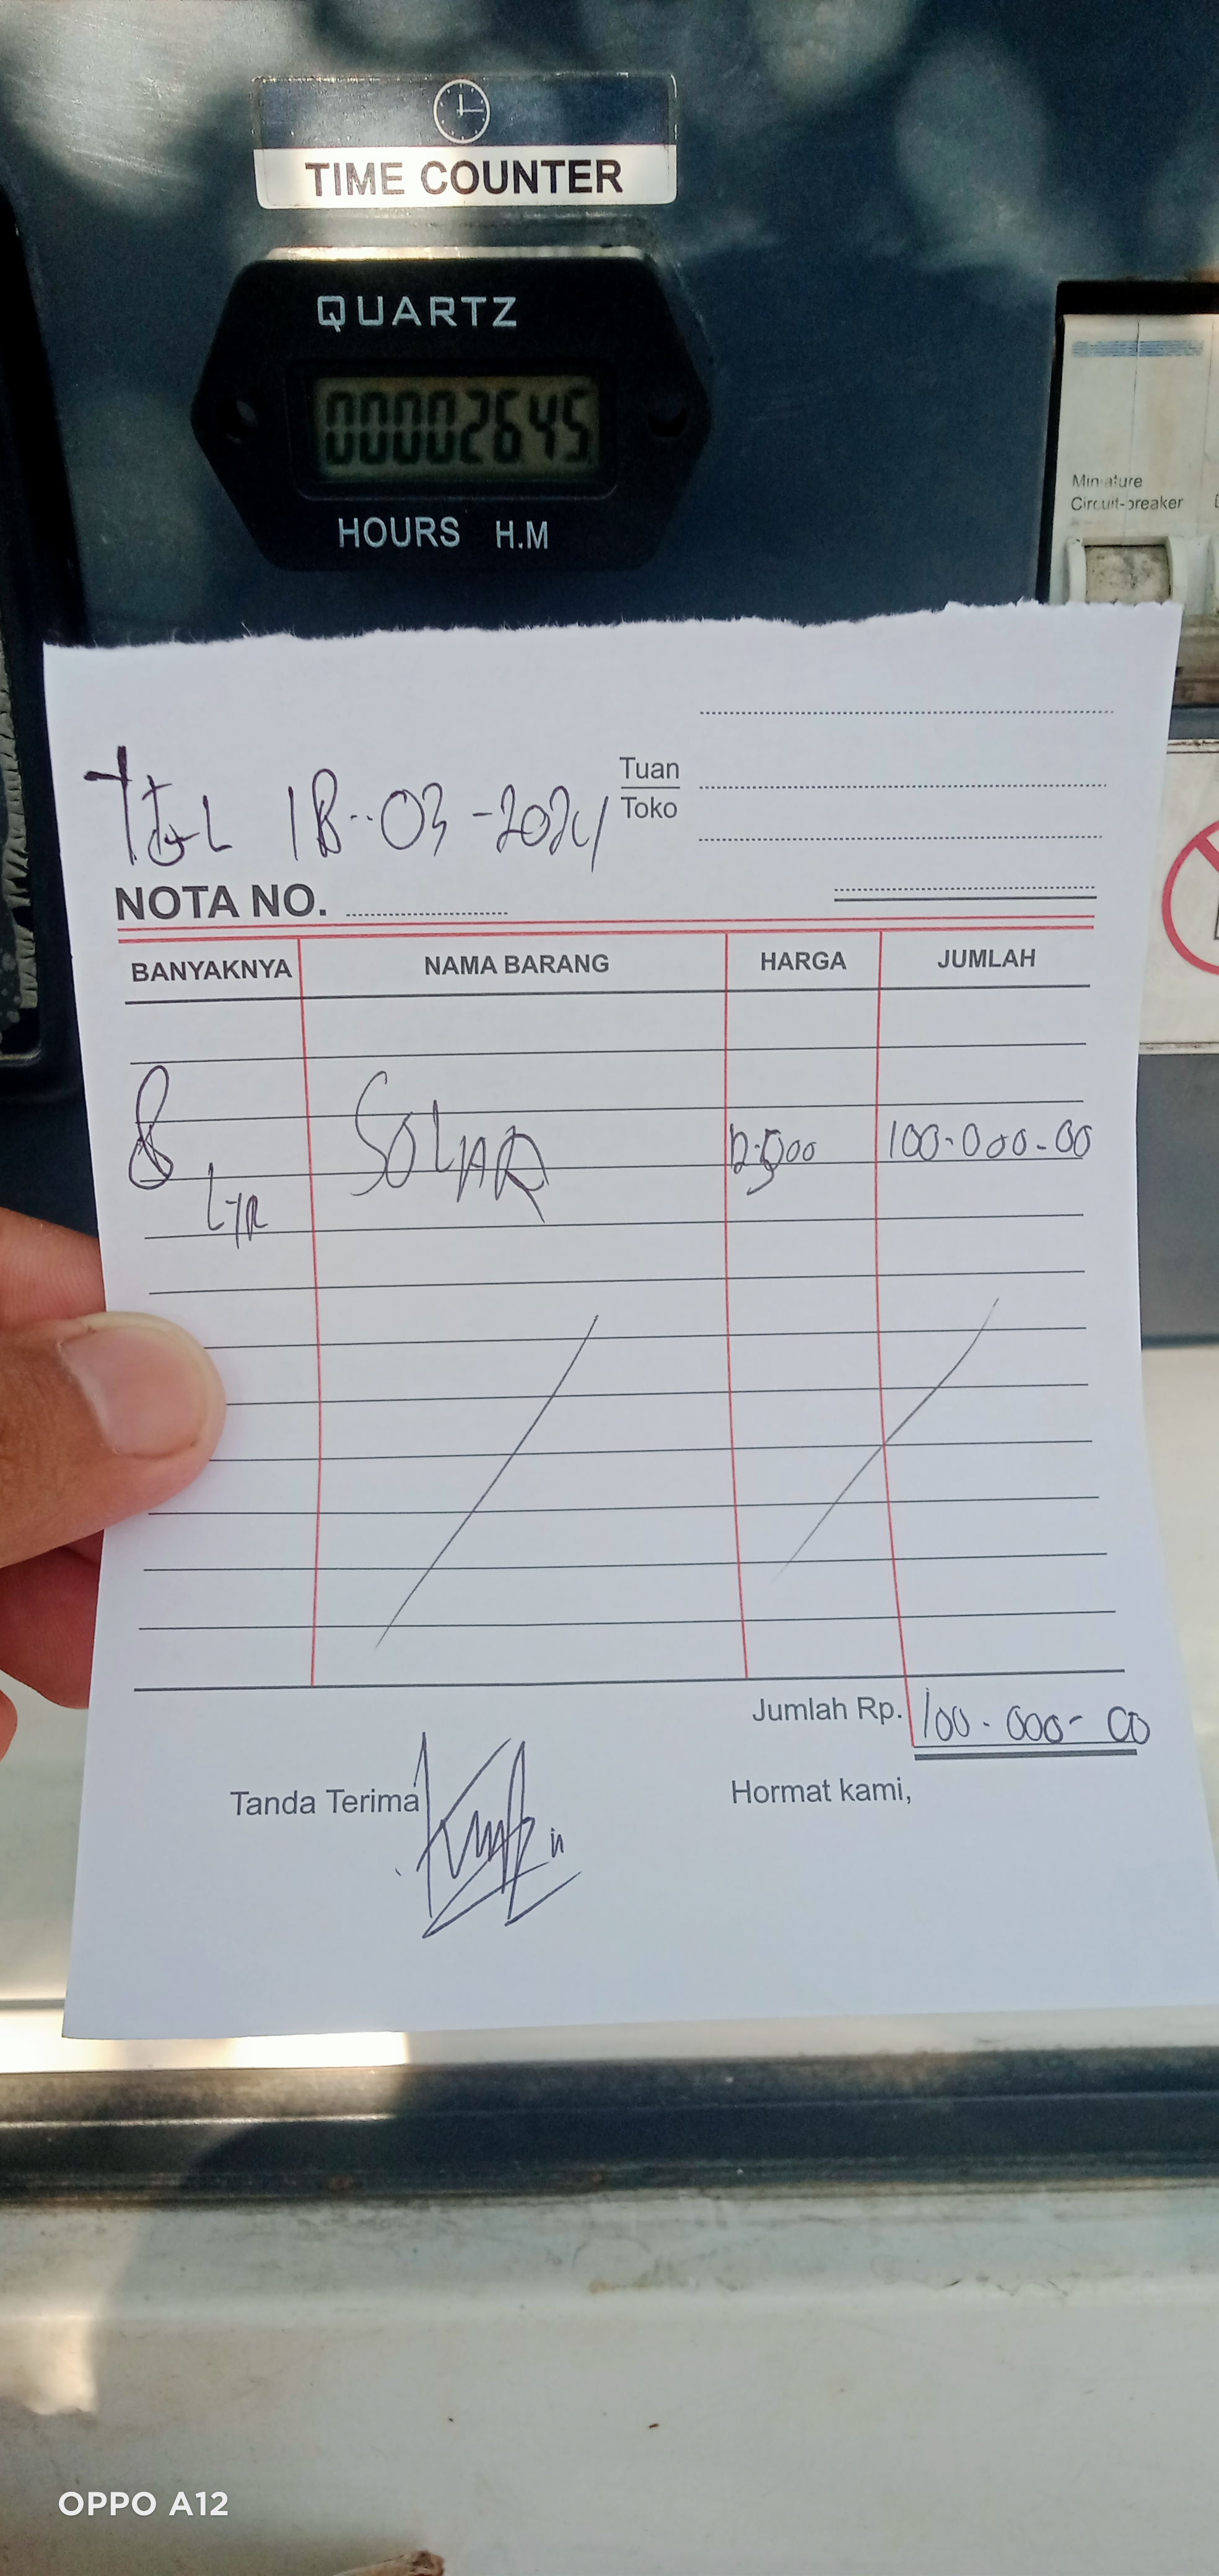 TIME COUNTER
QUARTZ
00002645
HOURS H.M
Miniature
Circuit-breaker
Tuan
Toko
Tgl 18-03-2024
NOTA NO.
BANYAKNYA NAMA BARANG HARGA JUMLAH
8 LTR SOLAR 12.500 100.000-00
Jumlah Rp. 100.000-00
Tanda Terima Hormat kami,
OPPO A12